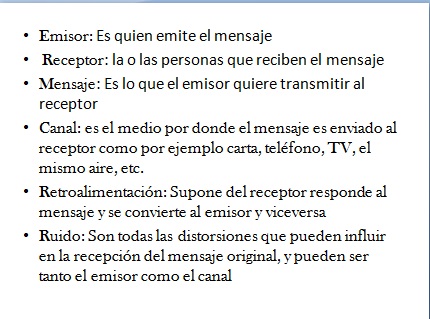 • Emisor: Es quien emite el mensaje
• Receptor: la o las personas que reciben el mensaje
• Mensaje: Es lo que el emisor quiere transmitir al
receptor
• Canal: es el medio por donde el mensaje es enviado al
receptor como por ejemplo carta, teléfono, TV, el
mismo aire, etc.
• Retroalimentación: Supone del receptor responde al
mensaje y se convierte al emisor y viceversa
• Ruido: Son todas las distorsiones que pueden influir
en la recepción del mensaje original, y pueden ser
tanto el emisor como el canal